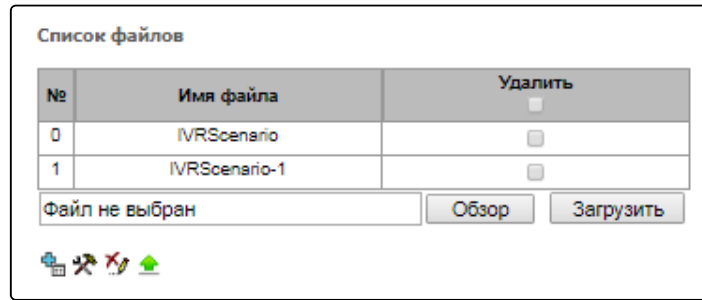 Список файлов
№ Имя файла Удалить
0 IVRScenario
1 IVRScenario-1
Файл не выбран Обзор Загрузить